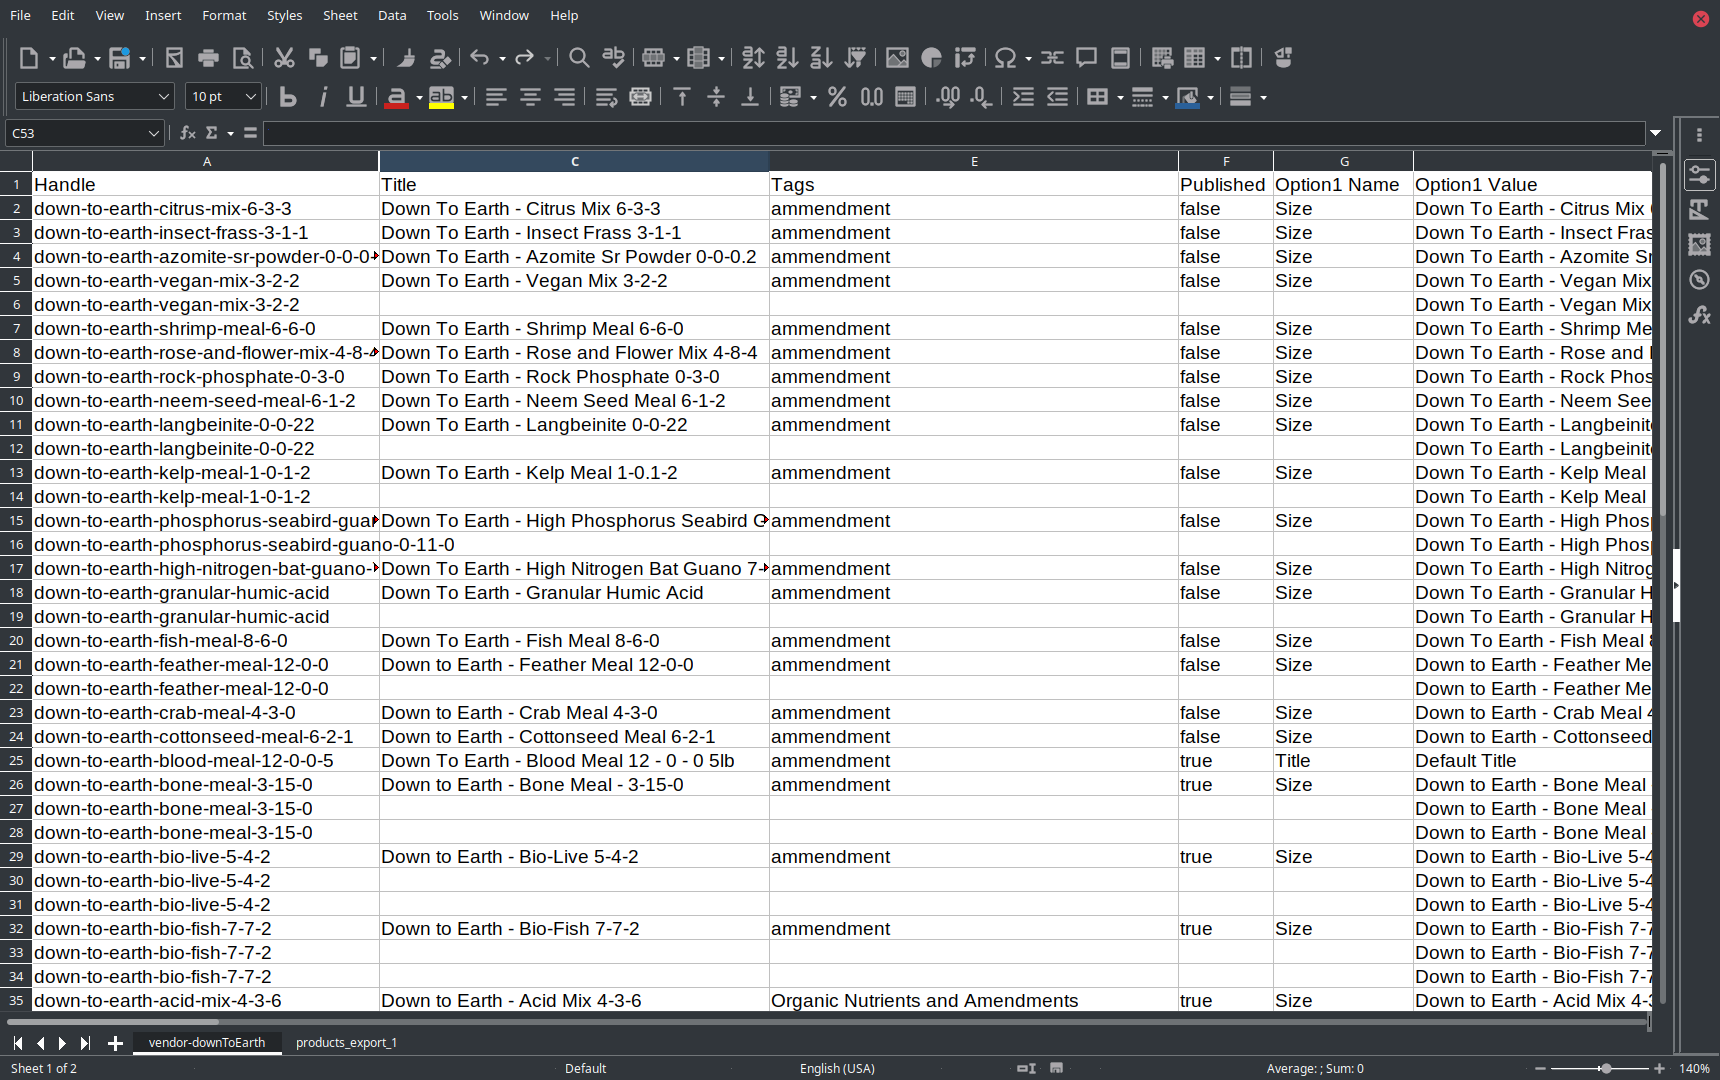 File Edit View Insert Format Styles Sheet Data Tools Window Help
Liberation Sans 10 pt
C53
A C E F G
1 Handle Title Tags Published Option1 Name Option1 Value
2 down-to-earth-citrus-mix-6-3-3 Down To Earth - Citrus Mix 6-3-3 ammendment false Size Down To Earth - Citrus Mix
3 down-to-earth-insect-frass-3-1-1 Down To Earth - Insect Frass 3-1-1 ammendment false Size Down To Earth - Insect Fras
4 down-to-earth-azomite-sr-powder-0-0-0- Down To Earth - Azomite Sr Powder 0-0-0.2 ammendment false Size Down To Earth - Azomite Sr
5 down-to-earth-vegan-mix-3-2-2 Down To Earth - Vegan Mix 3-2-2 ammendment false Size Down To Earth - Vegan Mix
6 down-to-earth-vegan-mix-3-2-2 Down To Earth - Vegan Mix
7 down-to-earth-shrimp-meal-6-6-0 Down To Earth - Shrimp Meal 6-6-0 ammendment false Size Down To Earth - Shrimp Me
8 down-to-earth-rose-and-flower-mix-4-8-4 Down To Earth - Rose and Flower Mix 4-8-4 ammendment false Size Down To Earth - Rose and
9 down-to-earth-rock-phosphate-0-3-0 Down To Earth - Rock Phosphate 0-3-0 ammendment false Size Down To Earth - Rock Phos
10 down-to-earth-neem-seed-meal-6-1-2 Down To Earth - Neem Seed Meal 6-1-2 ammendment false Size Down To Earth - Neem See
11 down-to-earth-langbeinite-0-0-22 Down To Earth - Langbeinite 0-0-22 ammendment false Size Down To Earth - Langbeinit
12 down-to-earth-langbeinite-0-0-22 Down To Earth - Langbeinit
13 down-to-earth-kelp-meal-1-0-1-2 Down To Earth - Kelp Meal 1-0.1-2 ammendment false Size Down To Earth - Kelp Meal
14 down-to-earth-kelp-meal-1-0-1-2 Down To Earth - Kelp Meal
15 down-to-earth-phosphorus-seabird-gua Down To Earth - High Phosphorus Seabird G ammendment false Size Down To Earth - High Phos
16 down-to-earth-phosphorus-seabird-guano-0-11-0 Down To Earth - High Phos
17 down-to-earth-high-nitrogen-bat-guano- Down To Earth - High Nitrogen Bat Guano 7- ammendment false Size Down To Earth - High Nitrog
18 down-to-earth-granular-humic-acid Down To Earth - Granular Humic Acid ammendment false Size Down To Earth - Granular H
19 down-to-earth-granular-humic-acid Down To Earth - Granular H
20 down-to-earth-fish-meal-8-6-0 Down To Earth - Fish Meal 8-6-0 ammendment false Size Down To Earth - Fish Meal 8
21 down-to-earth-feather-meal-12-0-0 Down to Earth - Feather Meal 12-0-0 ammendment false Size Down to Earth - Feather Me
22 down-to-earth-feather-meal-12-0-0 Down to Earth - Feather Me
23 down-to-earth-crab-meal-4-3-0 Down to Earth - Crab Meal 4-3-0 ammendment false Size Down to Earth - Crab Meal 4
24 down-to-earth-cottonseed-meal-6-2-1 Down to Earth - Cottonseed Meal 6-2-1 ammendment false Size Down to Earth - Cottonseed
25 down-to-earth-blood-meal-12-0-0-5 Down To Earth - Blood Meal 12 - 0 - 0 5lb ammendment true Title Default Title
26 down-to-earth-bone-meal-3-15-0 Down to Earth - Bone Meal - 3-15-0 ammendment true Size Down to Earth - Bone Meal
27 down-to-earth-bone-meal-3-15-0 Down to Earth - Bone Meal
28 down-to-earth-bone-meal-3-15-0 Down to Earth - Bone Meal
29 down-to-earth-bio-live-5-4-2 Down to Earth - Bio-Live 5-4-2 ammendment true Size Down to Earth - Bio-Live 5-4
30 down-to-earth-bio-live-5-4-2 Down to Earth - Bio-Live 5-4
31 down-to-earth-bio-live-5-4-2 Down to Earth - Bio-Live 5-4
32 down-to-earth-bio-fish-7-7-2 Down to Earth - Bio-Fish 7-7-2 ammendment true Size Down to Earth - Bio-Fish 7-7
33 down-to-earth-bio-fish-7-7-2 Down to Earth - Bio-Fish 7-7
34 down-to-earth-bio-fish-7-7-2 Down to Earth - Bio-Fish 7-7
35 down-to-earth-acid-mix-4-3-6 Down to Earth - Acid Mix 4-3-6 Organic Nutrients and Amendments true Size Down to Earth - Acid Mix 4-3
vendor-downToEarth products_export_1
Sheet 1 of 2 Default English (USA) Average: ; Sum: 0 140%